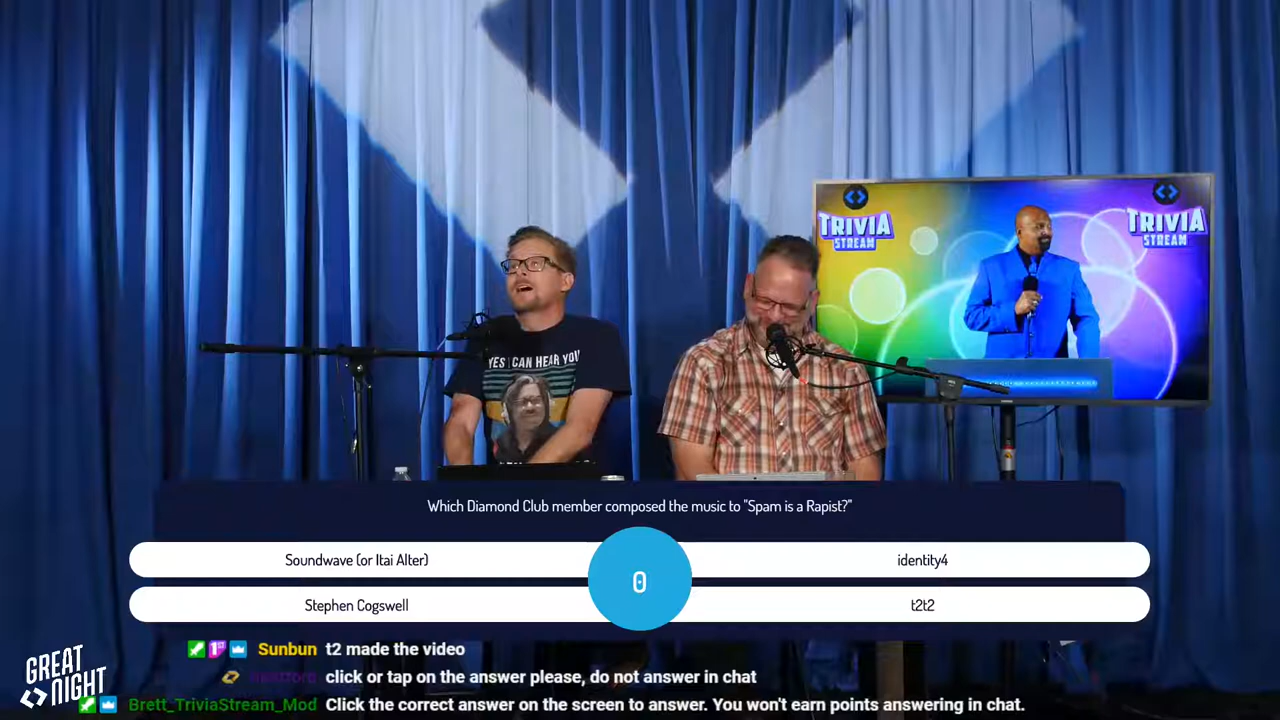 TRIVIA
STREAM
TRIVIA
STREAM
YES I CAN HEAR YOU
Which Diamond Club member composed the music to "Spam is a Rapist?"
Soundwave (or Itai Alter)
identity4
0
Stephen Cogswell
t2t2
Sunbun t2 made the video
click or tap on the answer please, do not answer in chat
Brett_TriviaStream_Mod Click the correct answer on the screen to answer. You won't earn points answering in chat.
GREAT
NIGHT